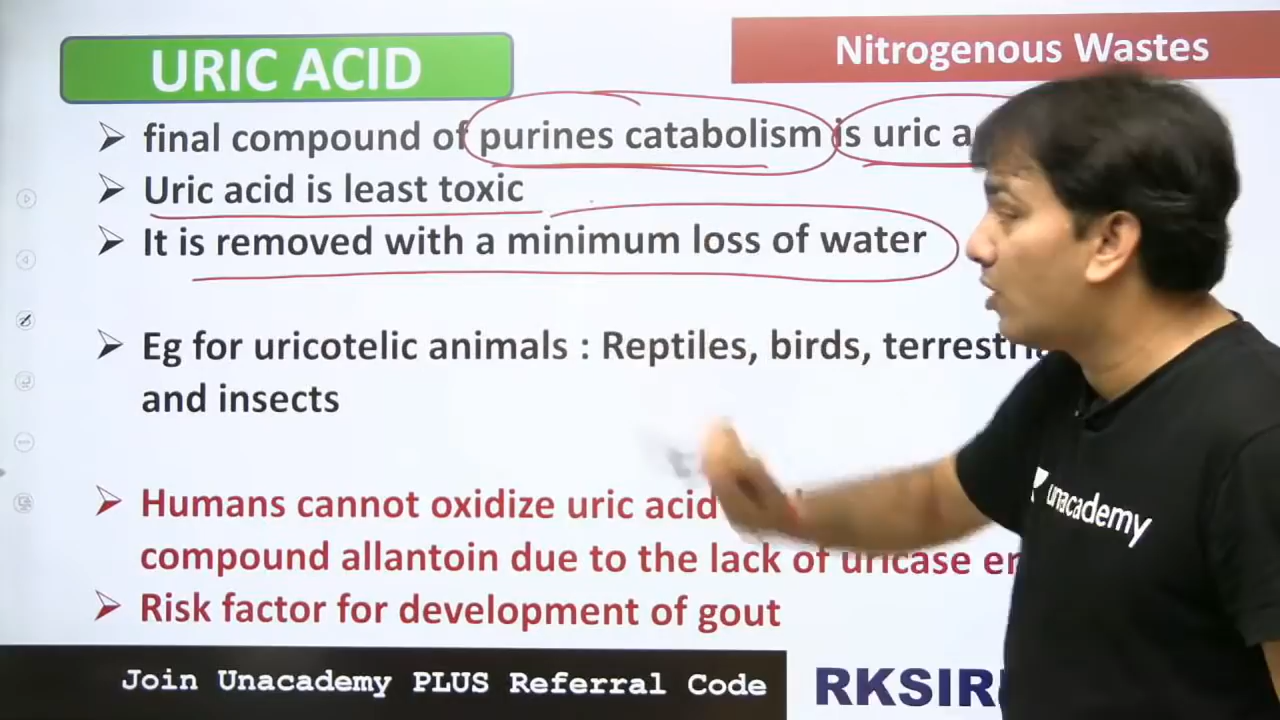 URIC ACID
Nitrogenous Wastes
➢ final compound of purines catabolism is uric
➢ Uric acid is least toxic
➢ It is removed with a minimum loss of water
➢ Eg for uricotelic animals : Reptiles, birds,
and insects
➢ Humans cannot oxidize uric acid
compound allantoin due to the lack of uricase
➢ Risk factor for development of gout
unacademy
Join Unacademy PLUS Referral Code
RKSIR